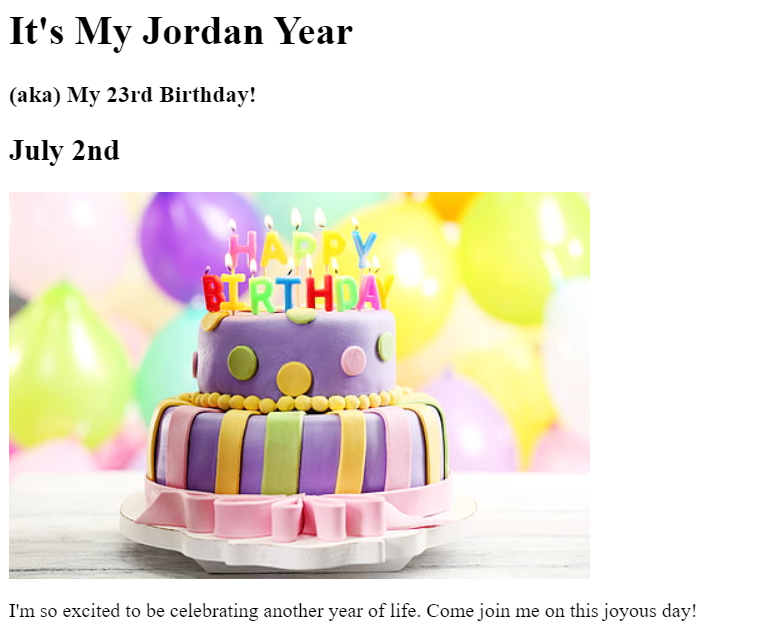 It's My Jordan Year
(aka) My 23rd Birthday!
July 2nd
HAPPY
BIRTHDAY
I'm so excited to be celebrating another year of life. Come join me on this joyous day!